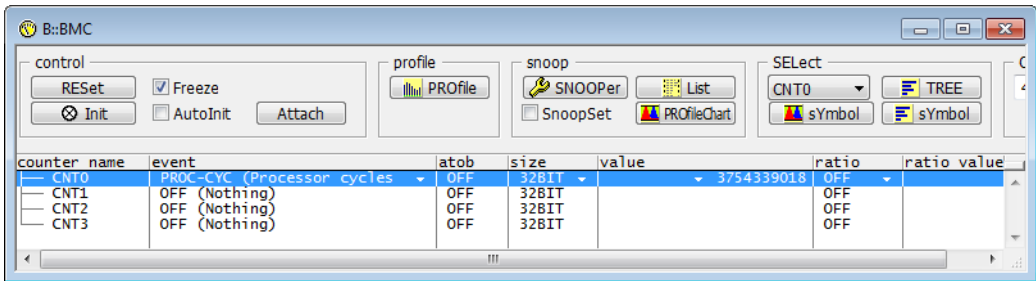 B::BMC
control profile snoop SELect C
RESet Freeze PROfile SNOOPer List CNT0 TREE 4
Init AutoInit Attach SnoopSet PROfileChart sYmbol sYmbol
counter name event atob size value ratio ratio value
CNT0 PROC-CYC (Processor cycles OFF 32BIT 3754339018 OFF
CNT1 OFF (Nothing) OFF 32BIT OFF
CNT2 OFF (Nothing) OFF 32BIT OFF
CNT3 OFF (Nothing) OFF 32BIT OFF